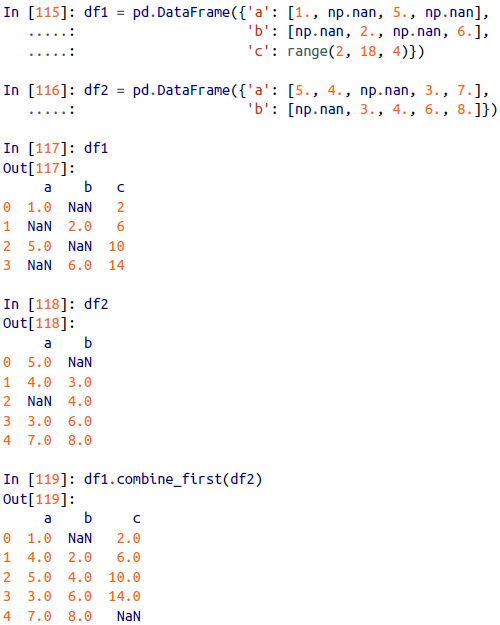 In [115]: df1 = pd.DataFrame({'a': [1., np.nan, 5., np.nan],
   .....:                     'b': [np.nan, 2., np.nan, 6.],
   .....:                     'c': range(2, 18, 4)})
In [116]: df2 = pd.DataFrame({'a': [5., 4., np.nan, 3., 7.],
   .....:                     'b': [np.nan, 3., 4., 6., 8.]})
In [117]: df1
Out[117]:
     a    b   c
0  1.0  NaN   2
1  NaN  2.0   6
2  5.0  NaN  10
3  NaN  6.0  14
In [118]: df2
Out[118]:
     a    b
0  5.0  NaN
1  4.0  3.0
2  NaN  4.0
3  3.0  6.0
4  7.0  8.0
In [119]: df1.combine_first(df2)
Out[119]:
     a    b     c
0  1.0  NaN   2.0
1  4.0  2.0   6.0
2  5.0  4.0  10.0
3  3.0  6.0  14.0
4  7.0  8.0   NaN